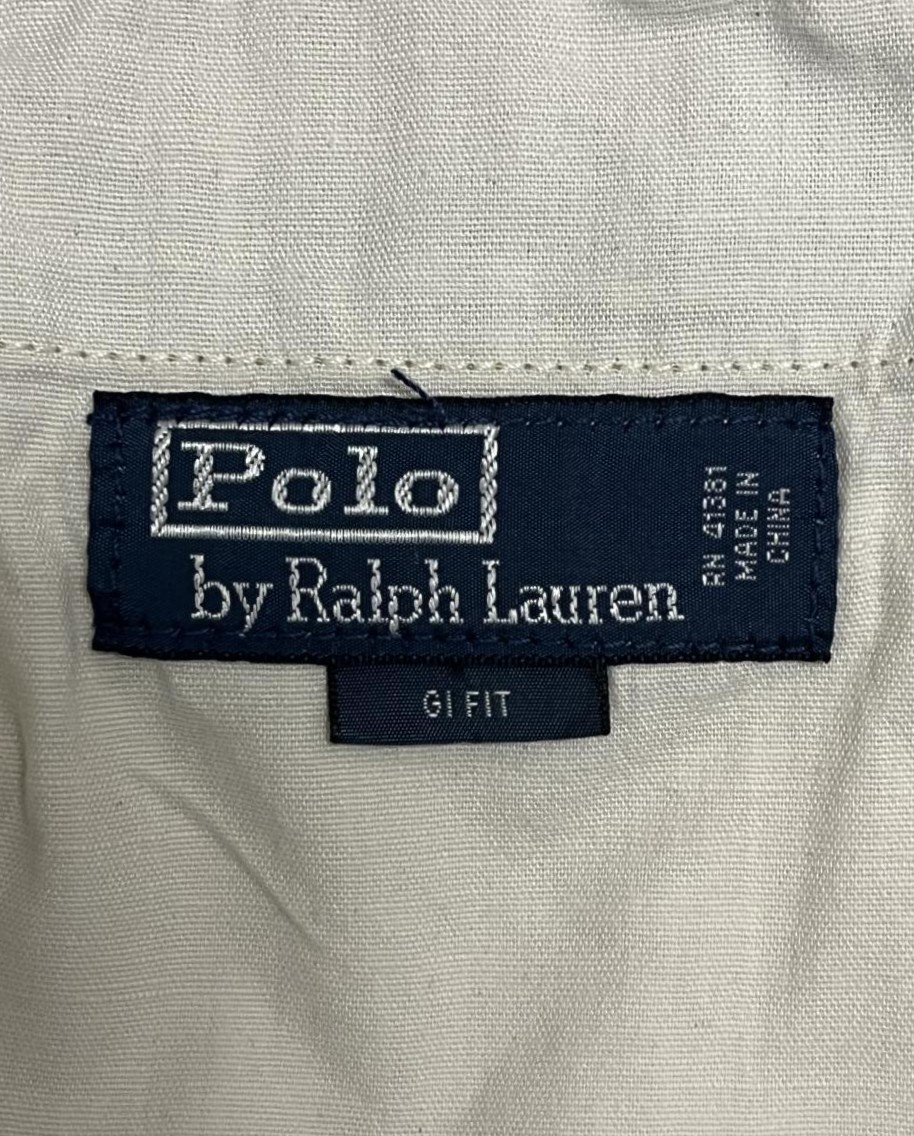 Polo
by Ralph Lauren
RN 41381
MADE IN
CHINA
GI FIT